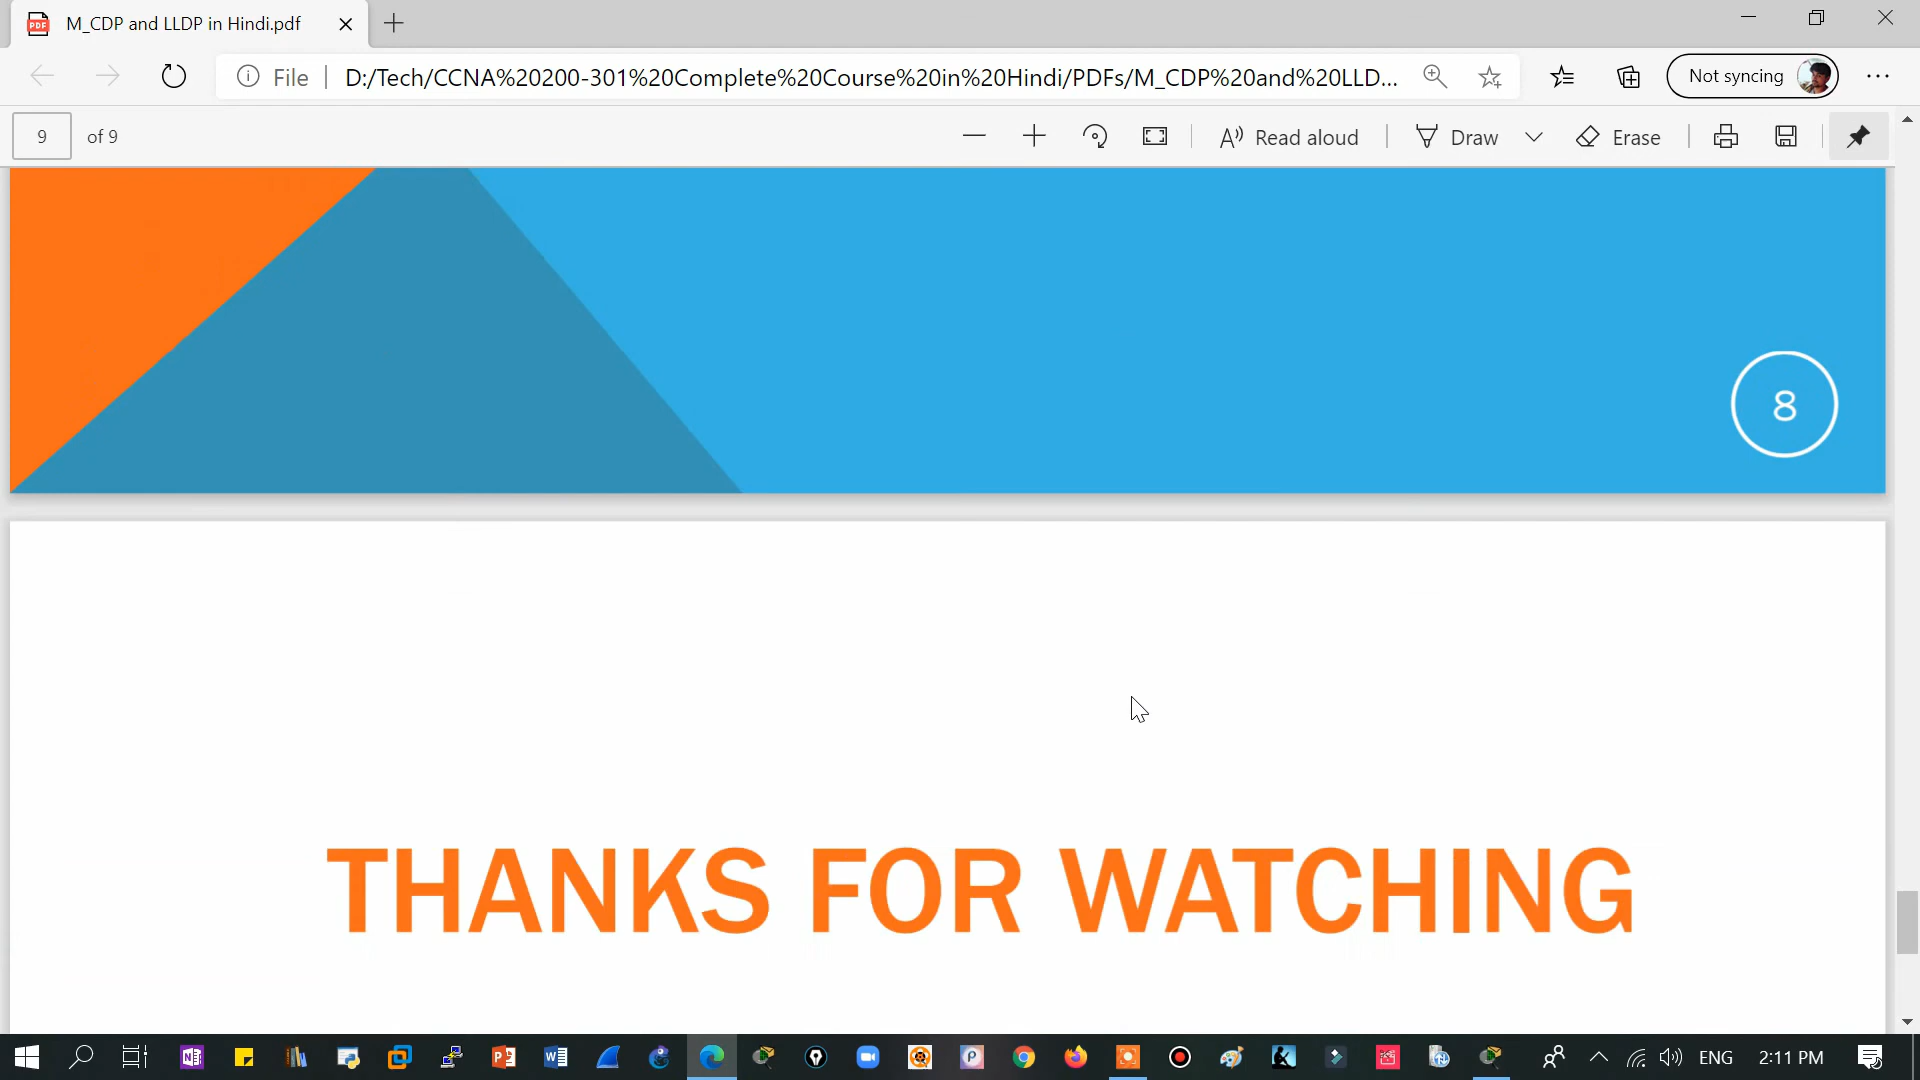 M_CDP and LLDP in Hindi.pdf
File
D:/Tech/CCNA%20200-301%20Complete%20Course%20in%20Hindi/PDFs/M_CDP%20and%20LLD...
Not syncing
9 of 9
Read aloud
Draw
Erase
8
THANKS FOR WATCHING
ENG
2:11 PM